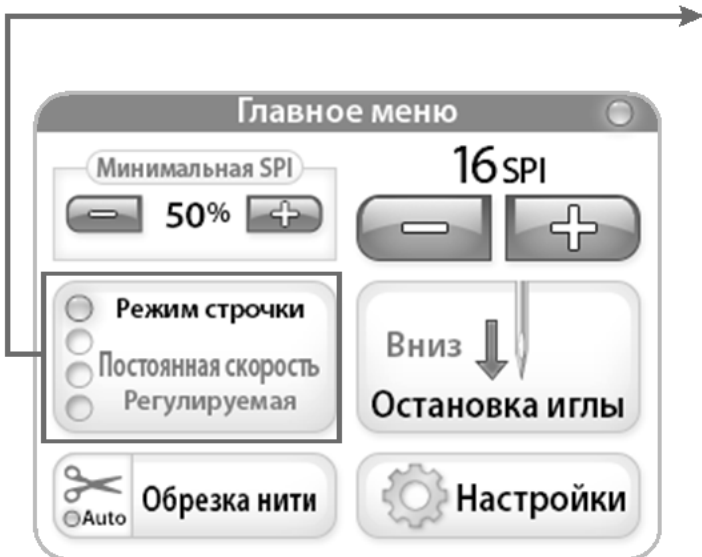 Главное меню
Минимальная SPI
50%
16 SPI
Режим строчки
Постоянная скорость
Регулируемая
Вниз
Остановка иглы
Auto
Обрезка нити
Настройки